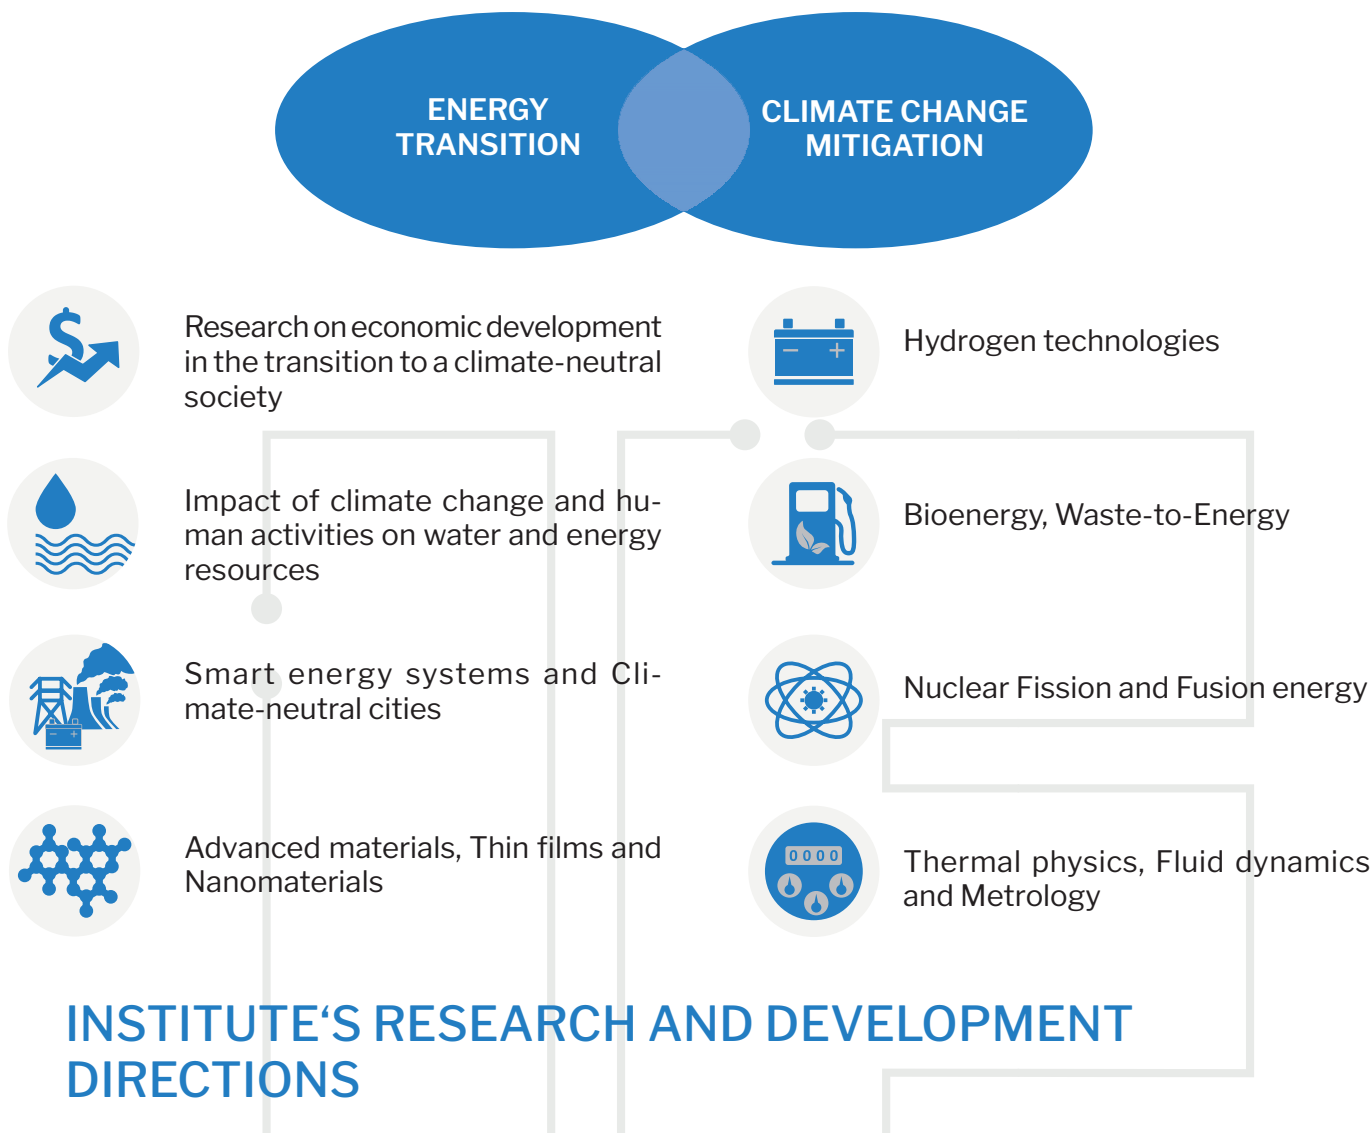 ENERGY
TRANSITION
CLIMATE CHANGE
MITIGATION
Research on economic development
in the transition to a climate-neutral
society
Impact of climate change and hu-
man activities on water and energy
resources
Smart energy systems and Cli-
mate-neutral cities
Advanced materials, Thin films and
Nanomaterials
Hydrogen technologies
Bioenergy, Waste-to-Energy
Nuclear Fission and Fusion energy
0000
Thermal physics, Fluid dynamics
and Metrology
INSTITUTE‘S RESEARCH AND DEVELOPMENT
DIRECTIONS